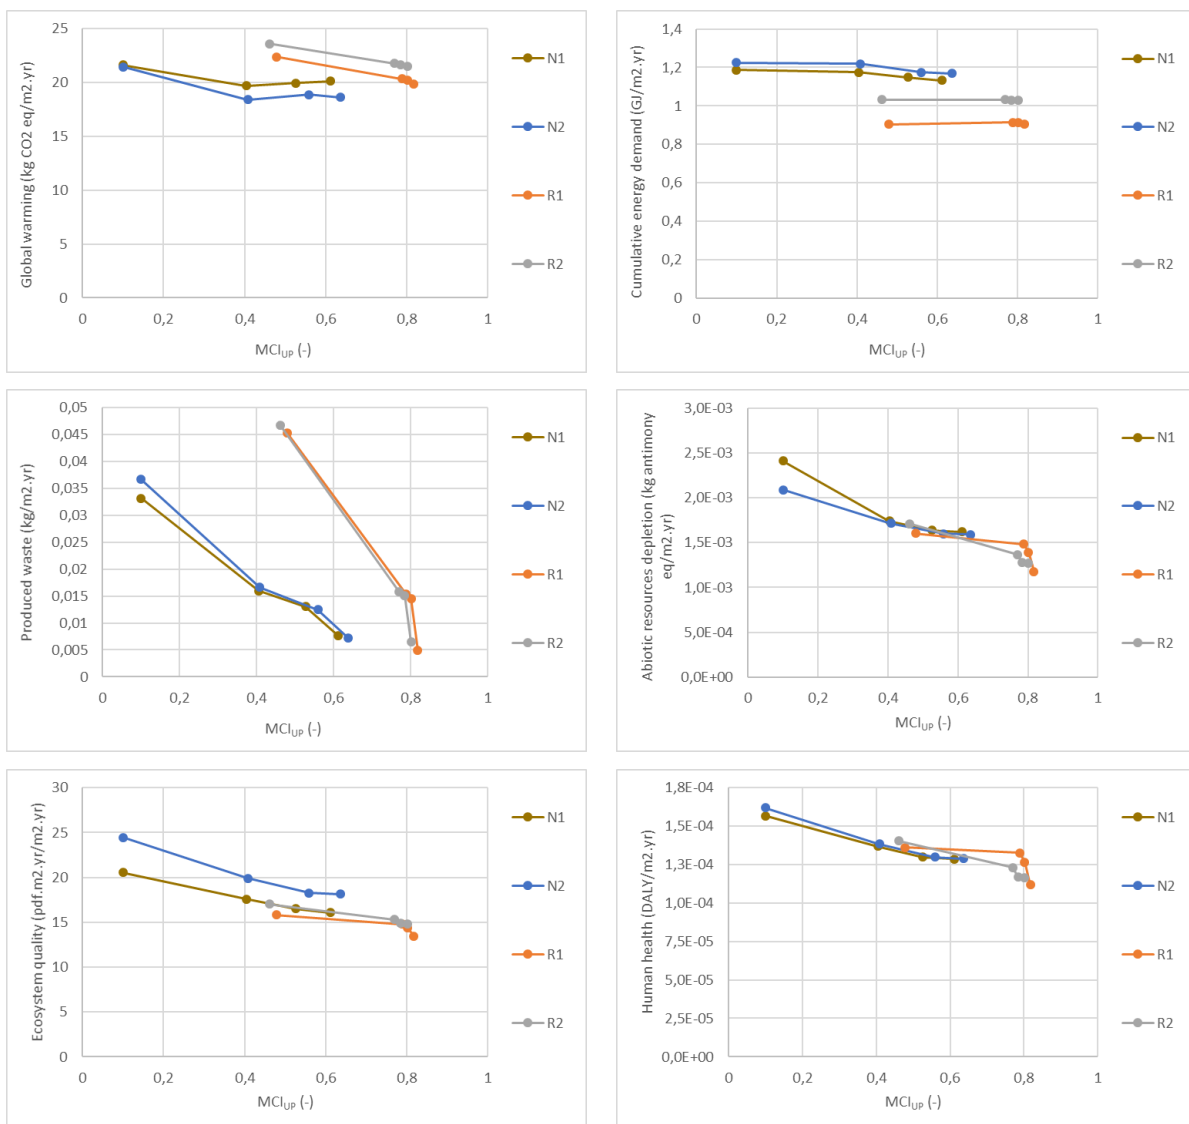 Global warming (kg CO2 eq/m2.yr)
25
20
15
10
5
0
0 0,2 0,4 0,6 0,8 1
MCIUP (-)
N1
N2
R1
R2
Cumulative energy demand (GJ/m2.yr)
1,4
1,2
1
0,8
0,6
0,4
0,2
0
0 0,2 0,4 0,6 0,8 1
MCIUP (-)
N1
N2
R1
R2
Produced waste (kg/m2.yr)
0,05
0,045
0,04
0,035
0,03
0,025
0,02
0,015
0,01
0,005
0
0 0,2 0,4 0,6 0,8 1
MCIUP (-)
N1
N2
R1
R2
Abiotic resources depletion (kg antimony
eq/m2.yr)
3,0E-03
2,5E-03
2,0E-03
1,5E-03
1,0E-03
5,0E-04
0,0E+00
0 0,2 0,4 0,6 0,8 1
MCIUP (-)
N1
N2
R1
R2
Ecosystem quality (pdf.m2.yr/m2.yr)
30
25
20
15
10
5
0
0 0,2 0,4 0,6 0,8 1
MCIUP (-)
N1
N2
R1
R2
Human health (DALY/m2.yr)
1,8E-04
1,5E-04
1,3E-04
1,0E-04
7,5E-05
5,0E-05
2,5E-05
0,0E+00
0 0,2 0,4 0,6 0,8 1
MCIUP (-)
N1
N2
R1
R2